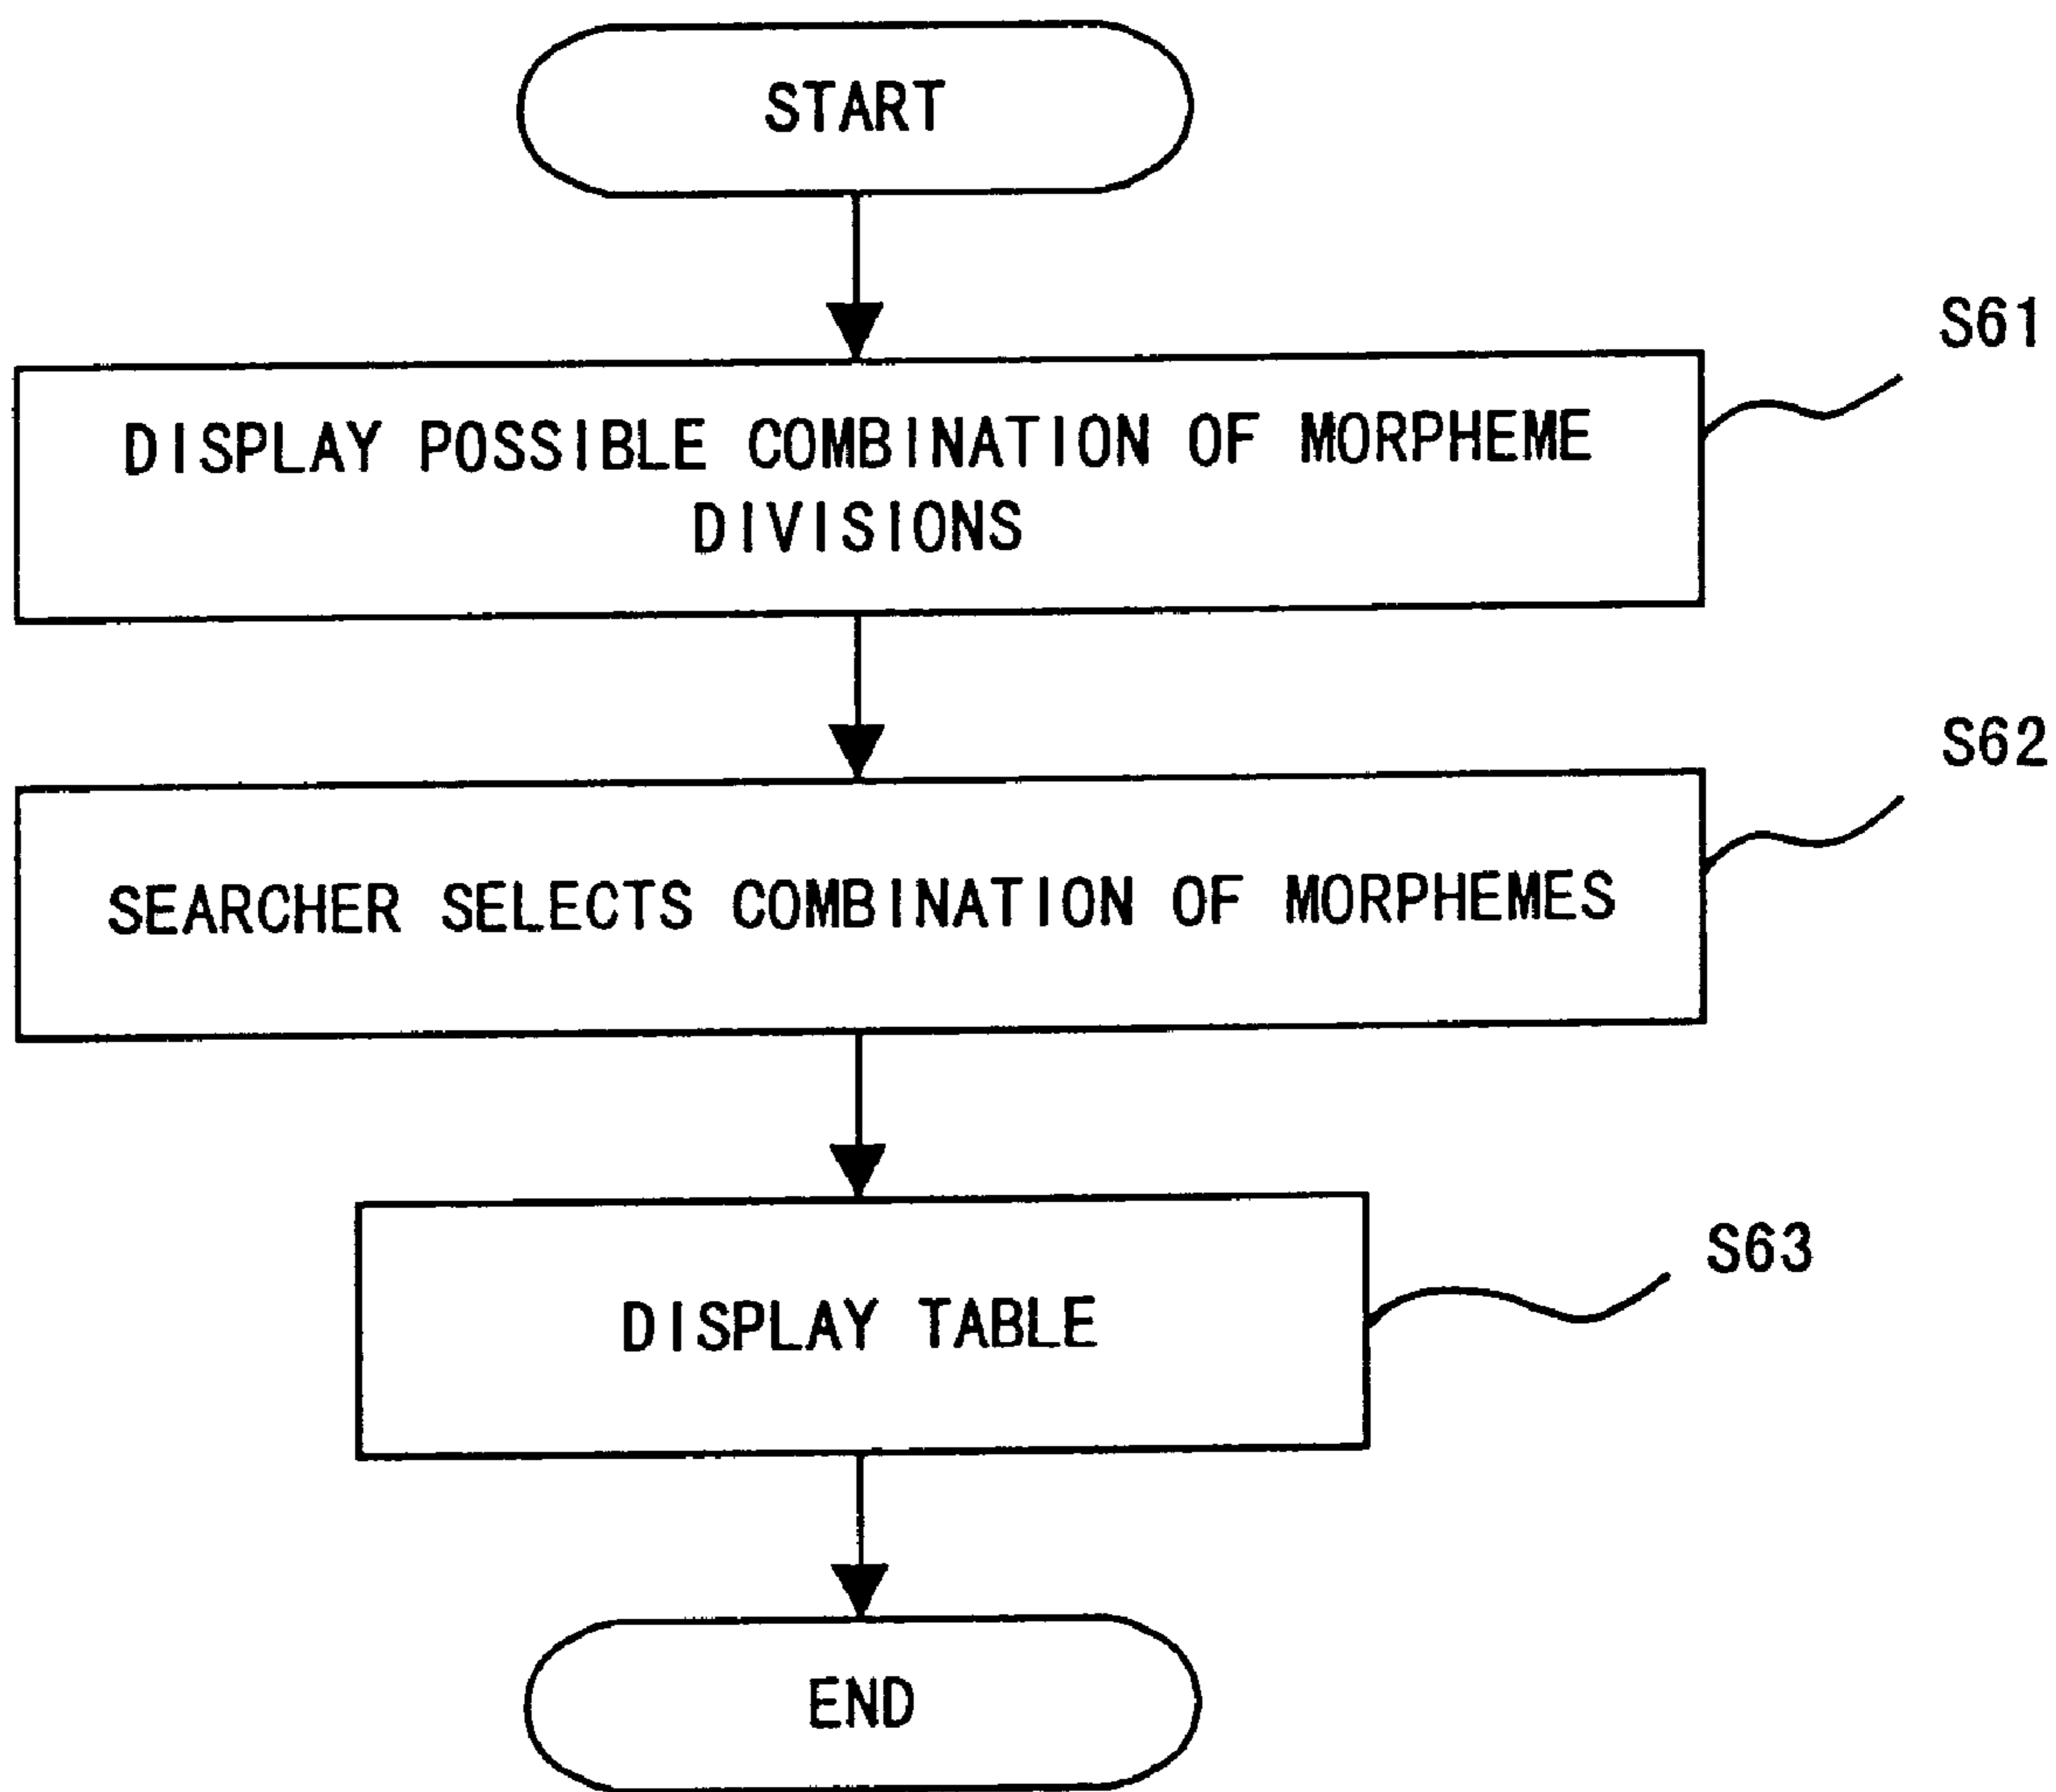 START
S61
DISPLAY POSSIBLE COMBINATION OF MORPHEME
DIVISIONS
S62
SEARCHER SELECTS COMBINATION OF MORPHEMES
S63
DISPLAY TABLE
END